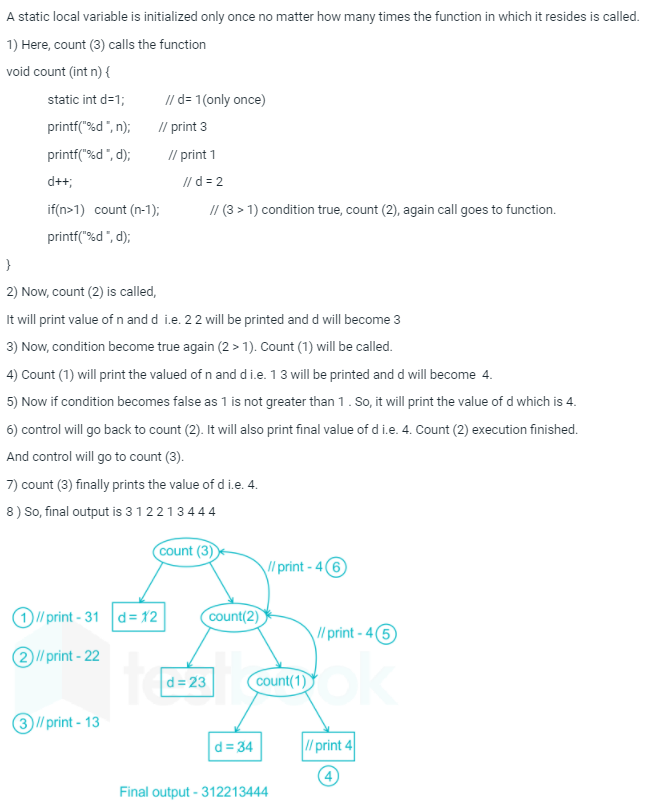 A static local variable is initialized only once no matter how many times the function in which it resides is called.
1) Here, count (3) calls the function
void count (int n) {
static int d=1; // d= 1(only once)
printf("%d ", n); // print 3
printf("%d ", d); // print 1
d++; // d = 2
if(n>1) count (n-1); // (3 > 1) condition true, count (2), again call goes to function.
printf("%d ", d);
}
2) Now, count (2) is called,
It will print value of n and d i.e. 2 2 will be printed and d will become 3
3) Now, condition become true again (2 > 1). Count (1) will be called.
4) Count (1) will print the valued of n and d i.e. 1 3 will be printed and d will become 4.
5) Now if condition becomes false as 1 is not greater than 1 . So, it will print the value of d which is 4.
6) control will go back to count (2). It will also print final value of d i.e. 4. Count (2) execution finished.
And control will go to count (3).
7) count (3) finally prints the value of d i.e. 4.
8 ) So, final output is 3 1 2 2 1 3 4 4 4
count (3)
//print - 4 6
1 //print - 31 d = 12 count(2)
//print - 4 5
2 //print - 22
d = 23 count(1)
3 //print - 13
d = 34 //print 4
4
Final output - 312213444